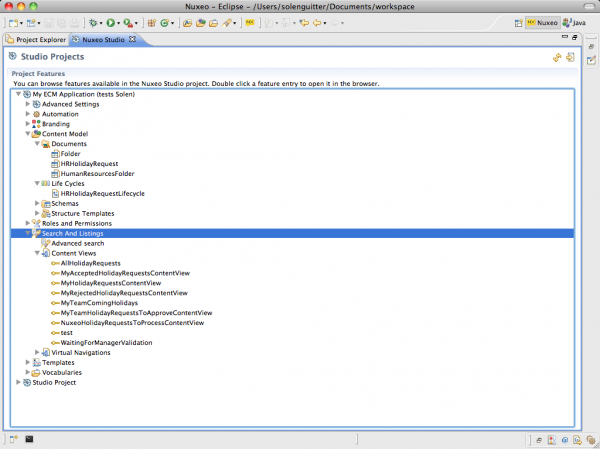 Nuxeo - Eclipse - /Users/solenguitter/Documents/workspace
Nuxeo Java
Project Explorer Nuxeo Studio
Studio Projects
Project Features
You can browse features available in the Nuxeo Studio project. Double click a feature entry to open it in the browser.
My ECM Application (tests Solen)
Advanced Settings
Automation
Branding
Content Model
Documents
Folder
HRHolidayRequest
HumanResourcesFolder
Life Cycles
HRHolidayRequestLifecycle
Schemas
Structure Templates
Roles and Permissions
Search And Listings
Advanced search
Content Views
AllHolidayRequests
MyAcceptedHolidayRequestsContentView
MyHolidayRequestsContentView
MyRejectedHolidayRequestsContentView
MyTeamComingHolidays
MyTeamHolidayRequestsToApproveContentView
NuxeoHolidayRequestsToProcessContentView
test
WaitingForManagerValidation
Virtual Navigations
Templates
Vocabularies
Studio Project